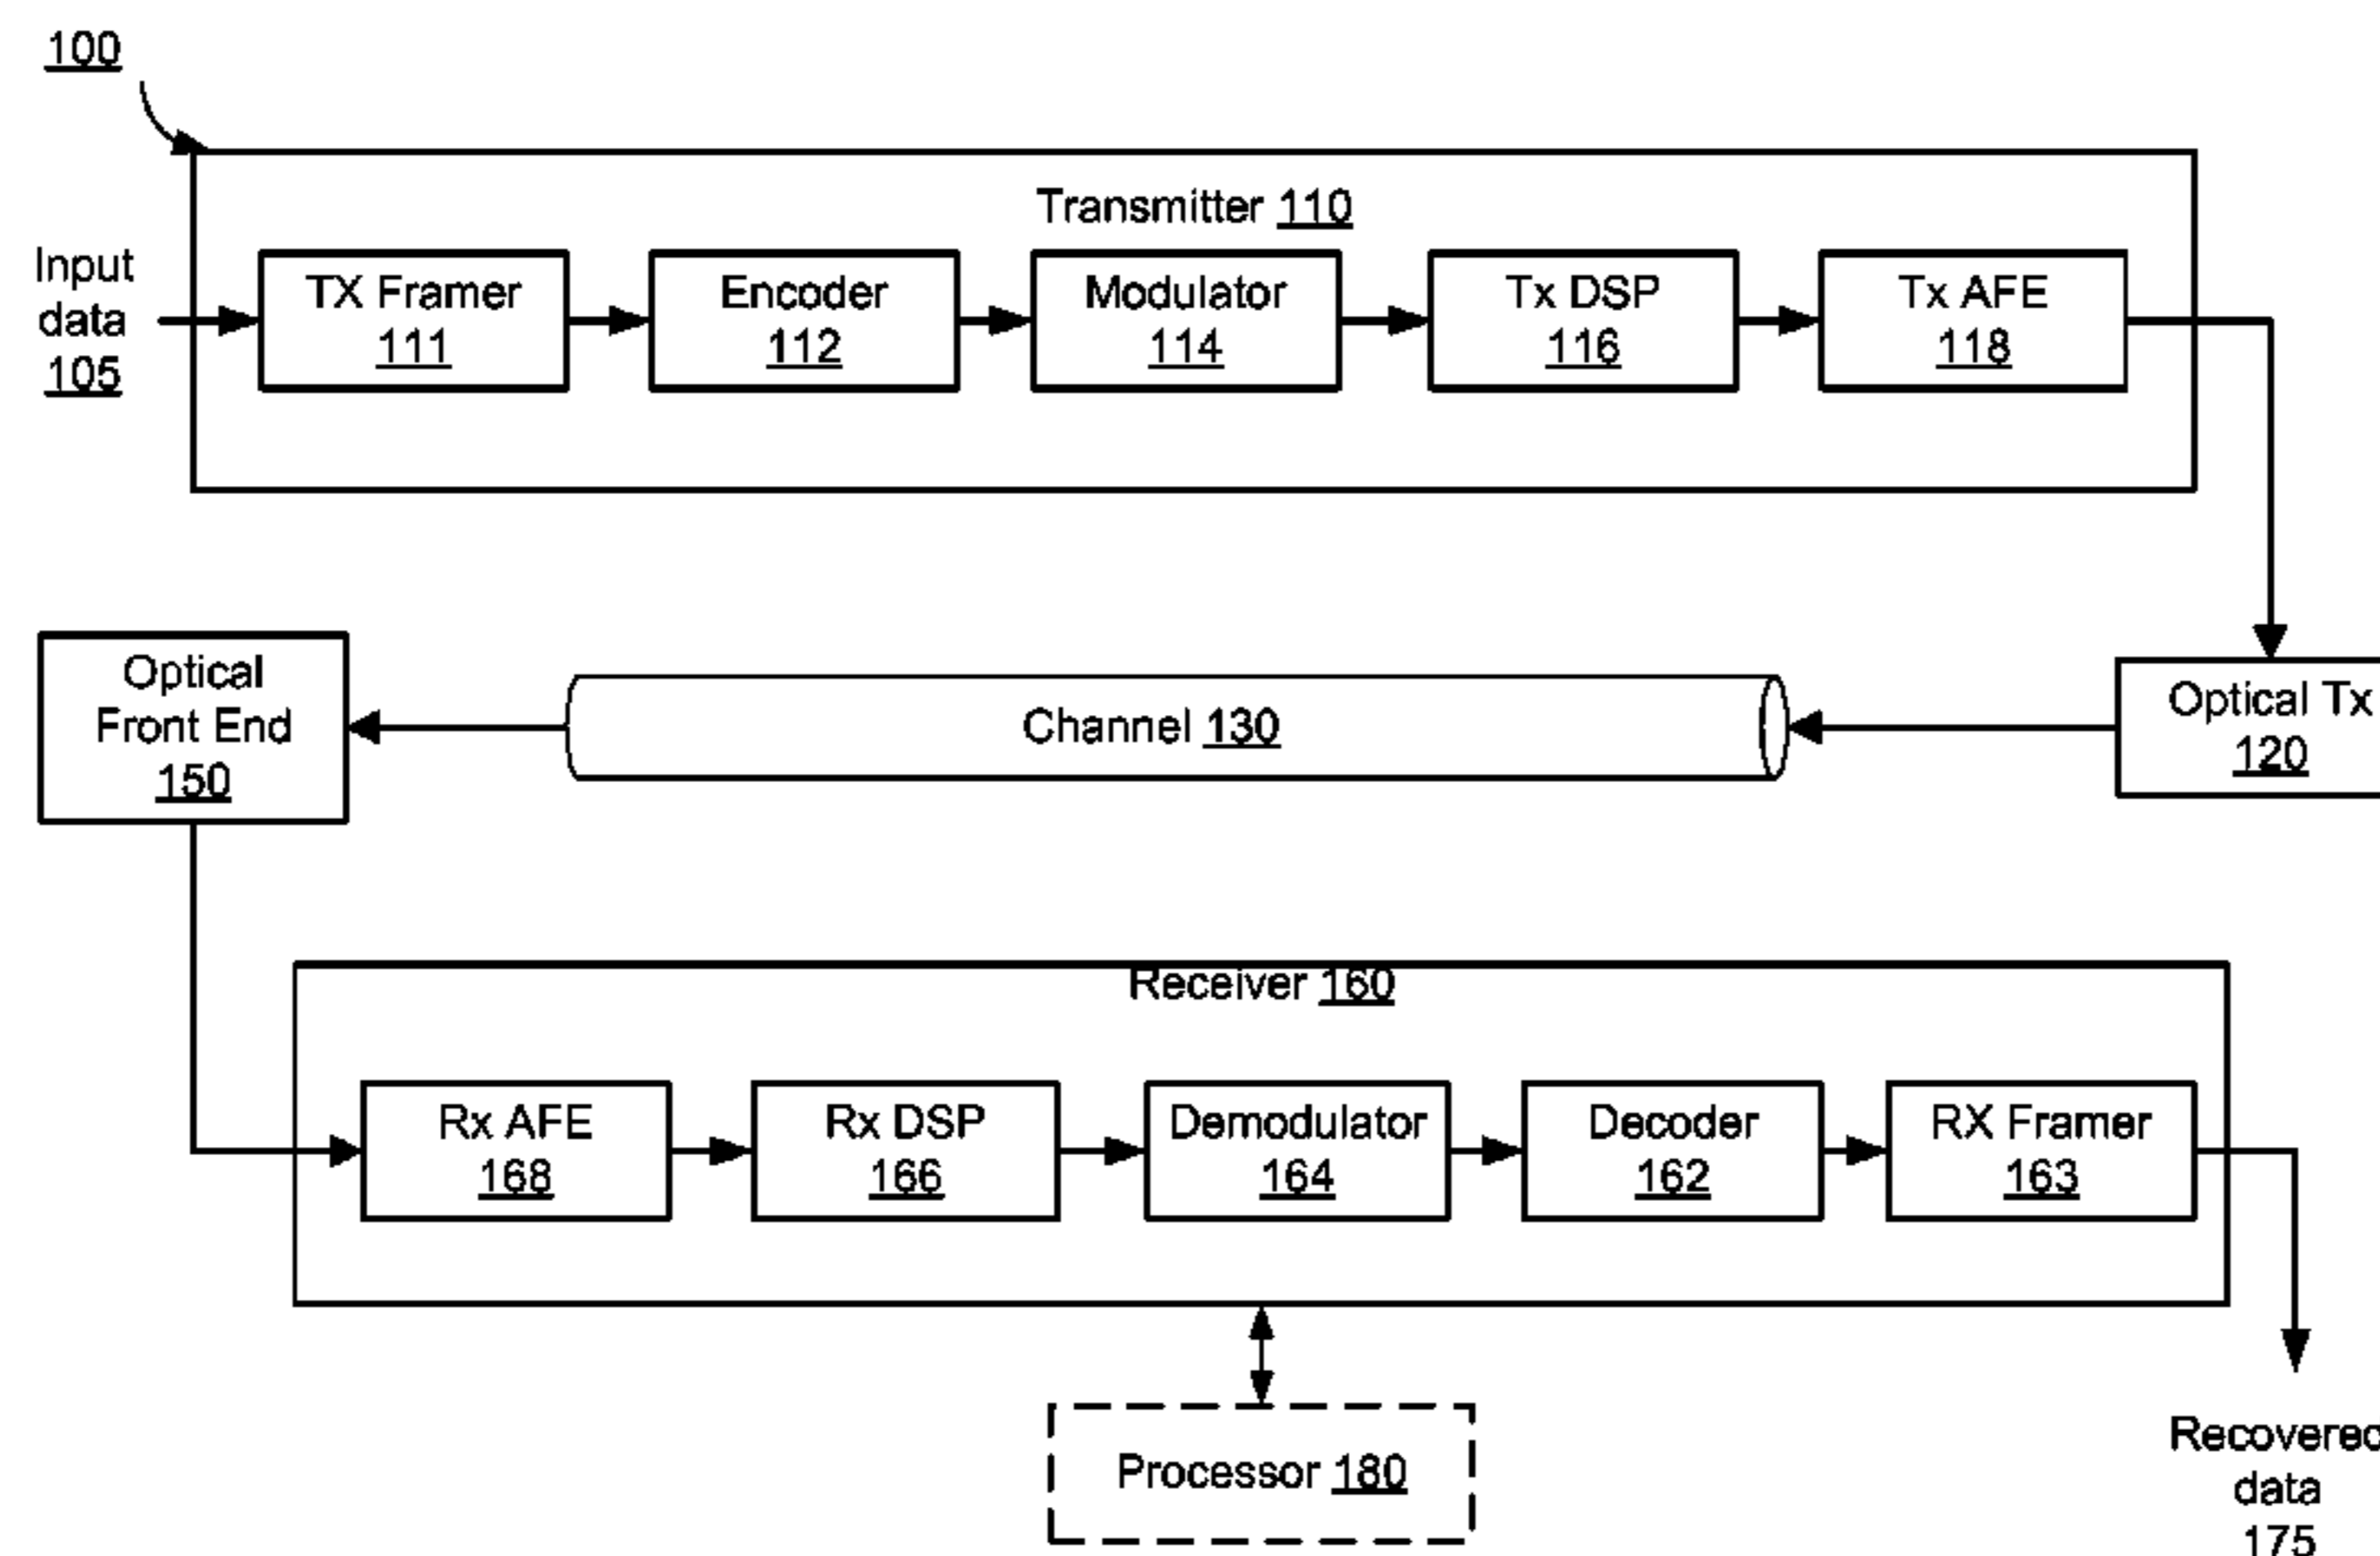 100
Transmitter 110
Input
data
105
TX Framer
111
Encoder
112
Modulator
114
Tx DSP
116
Tx AFE
118
Optical
Front End
150
Channel 130
Optical Tx
120
Receiver 160
Rx AFE
168
Rx DSP
166
Demodulator
164
Decoder
162
RX Framer
163
Processor 180
Recovered
data
175